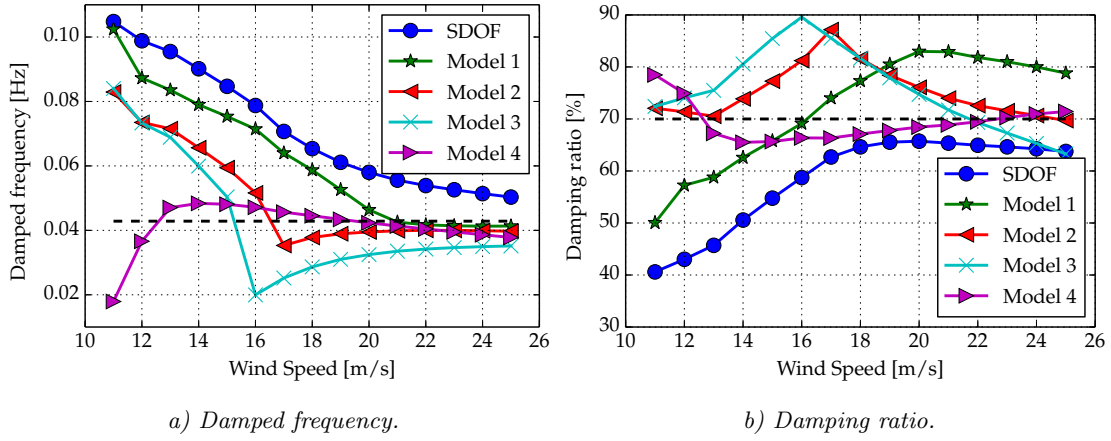 0.10
0.08
0.06
0.04
0.02
Damped frequency [Hz]
10 12 14 16 18 20 22 24 26
Wind Speed [m/s]
SDOF
Model 1
Model 2
Model 3
Model 4
a) Damped frequency.
90
80
70
60
50
40
30
Damping ratio [%]
10 12 14 16 18 20 22 24 26
Wind Speed [m/s]
SDOF
Model 1
Model 2
Model 3
Model 4
b) Damping ratio.